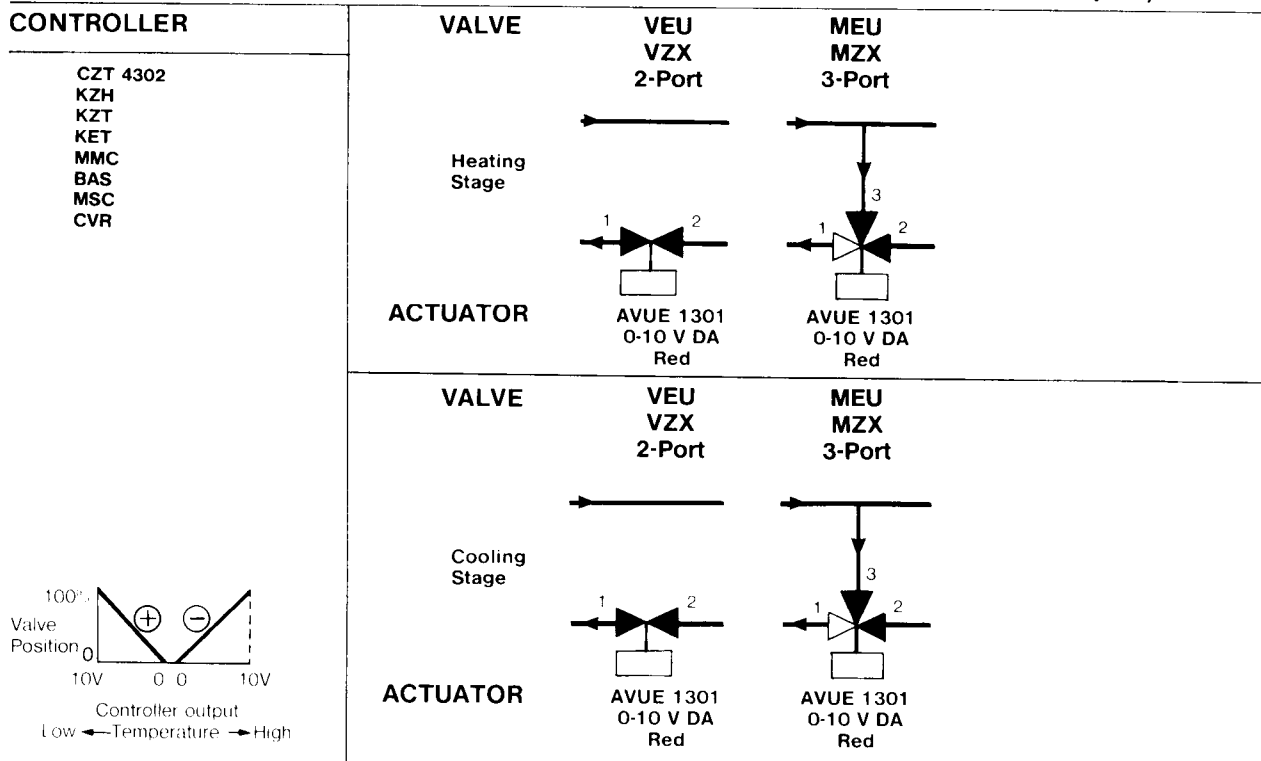 CONTROLLER
CZT 4302
KZH
KZT
KET
MMC
BAS
MSC
CVR
100%
Valve
Position
0
10V 0 0 10V
Controller output
Low Temperature High
VALVE
VEU
VZX
2-Port
MEU
MZX
3-Port
Heating
Stage
1 2
3
1 2
ACTUATOR
AVUE 1301
0-10 V DA
Red
AVUE 1301
0-10 V DA
Red
VALVE
VEU
VZX
2-Port
MEU
MZX
3-Port
Cooling
Stage
1 2
3
1 2
ACTUATOR
AVUE 1301
0-10 V DA
Red
AVUE 1301
0-10 V DA
Red